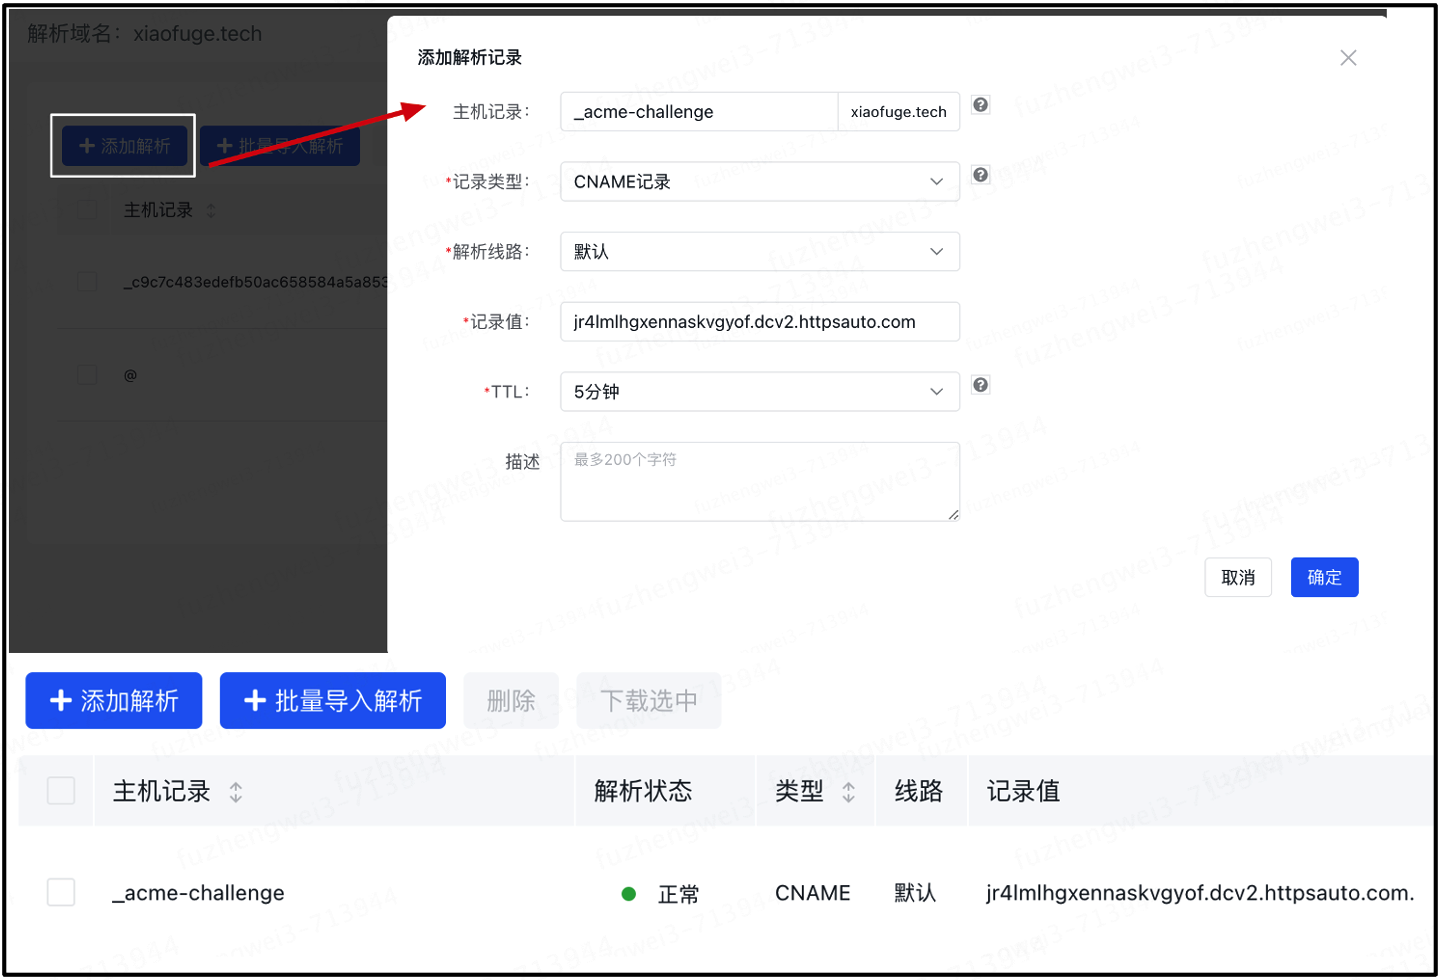 解析域名：xiaofuge.tech
添加解析
批量导入解析
主机记录
_c9c7c483edefb50ac658584a5a853
@
添加解析记录
主机记录：
_acme-challenge
xiaofuge.tech
*记录类型：
CNAME记录
*解析线路：
默认
*记录值：
jr4lmlhgxennaskvgyof.dcv2.httpsauto.com
*TTL：
5分钟
描述
最多200个字符
取消
确定
添加解析
批量导入解析
删除
下载选中
主机记录
解析状态
类型
线路
记录值
_acme-challenge
正常
CNAME
默认
jr4lmlhgxennaskvgyof.dcv2.httpsauto.com.
fuzhengwei3-713944